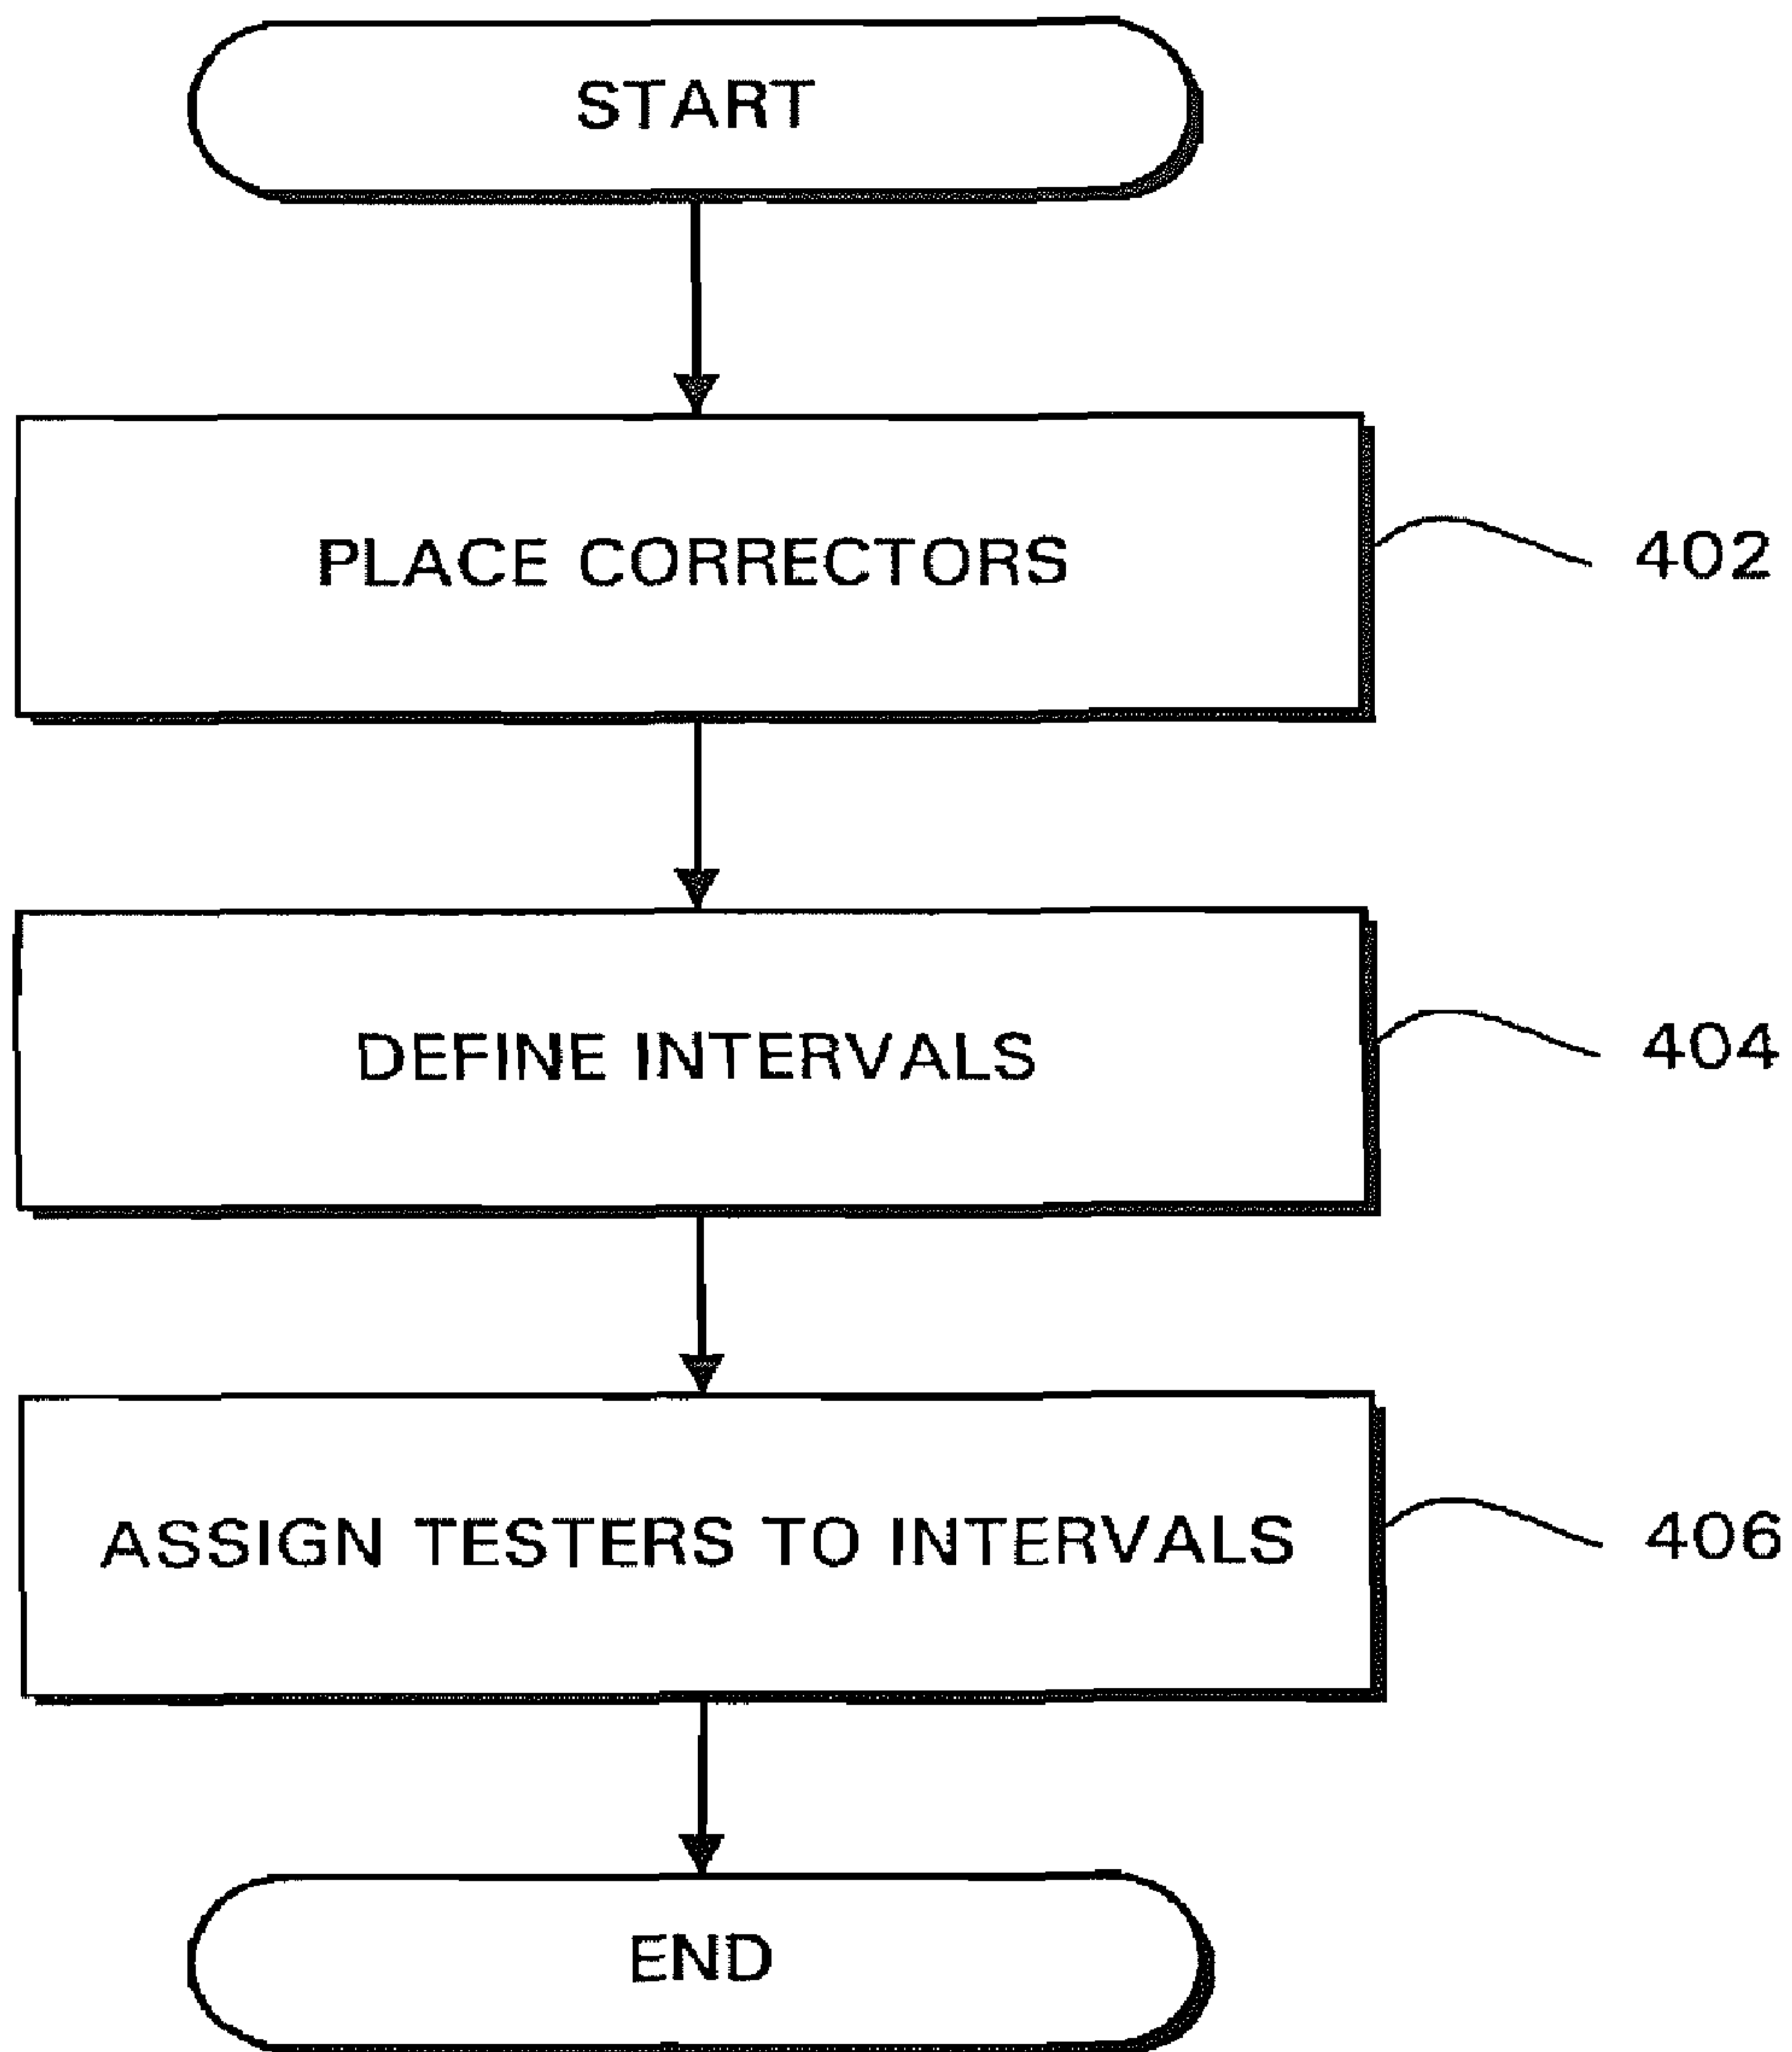 START
PLACE CORRECTORS
402
DEFINE INTERVALS
404
ASSIGN TESTERS TO INTERVALS
406
END